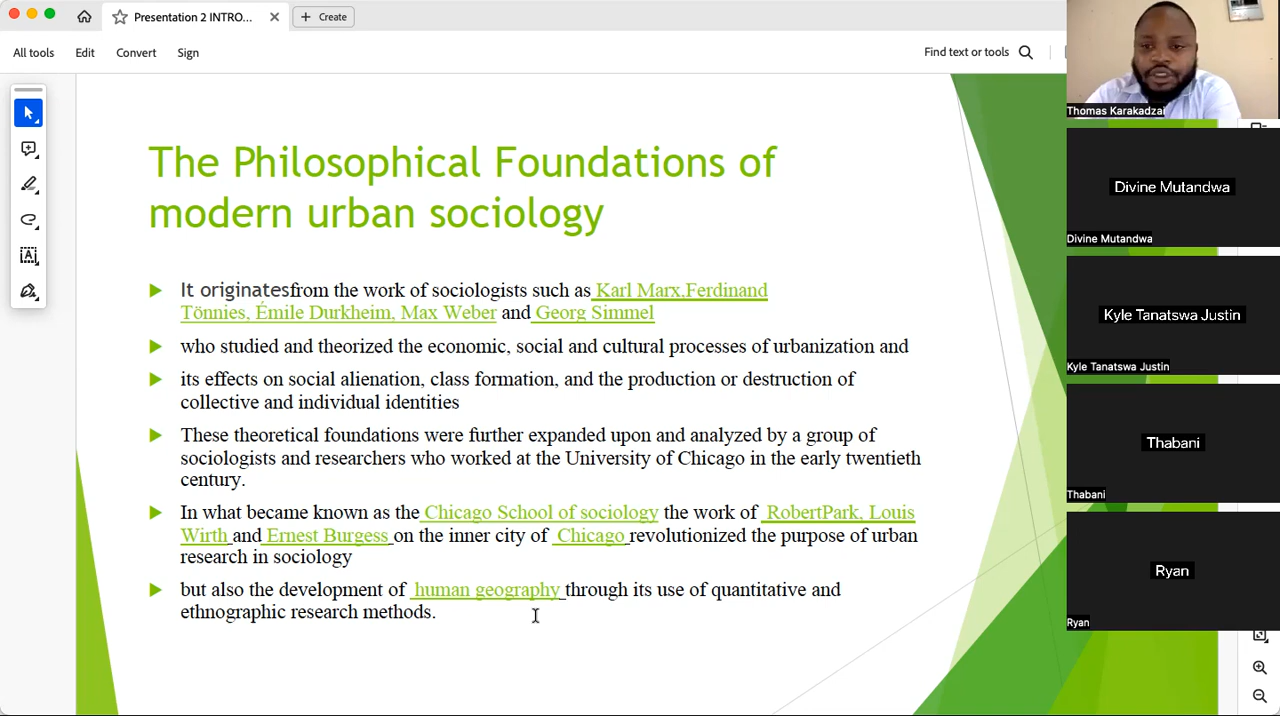 Presentation 2 INTRO...
Create
All tools
Edit
Convert
Sign
Find text or tools
The Philosophical Foundations of
modern urban sociology
It originatesfrom the work of sociologists such as Karl Marx,Ferdinand
Tönnies, Émile Durkheim, Max Weber and Georg Simmel
who studied and theorized the economic, social and cultural processes of urbanization and
its effects on social alienation, class formation, and the production or destruction of
collective and individual identities
These theoretical foundations were further expanded upon and analyzed by a group of
sociologists and researchers who worked at the University of Chicago in the early twentieth
century.
In what became known as the Chicago School of sociology the work of RobertPark, Louis
Wirth and Ernest Burgess on the inner city of Chicago revolutionized the purpose of urban
research in sociology
but also the development of human geography through its use of quantitative and
ethnographic research methods.
Thomas Karakadzai
Divine Mutandwa
Divine Mutandwa
Kyle Tanatswa Justin
Kyle Tanatswa Justin
Thabani
Thabani
Ryan
Ryan